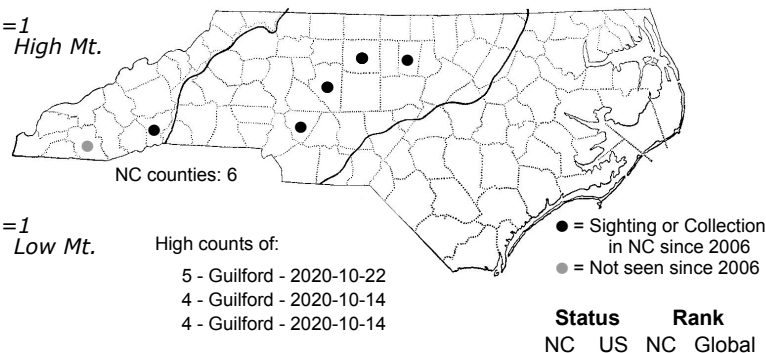 =1
High Mt.
NC counties: 6
=1
Low Mt.
High counts of:
5 - Guilford - 2020-10-22
4 - Guilford - 2020-10-14
4 - Guilford - 2020-10-14
= Sighting or Collection
in NC since 2006
= Not seen since 2006
Status Rank
NC US NC Global